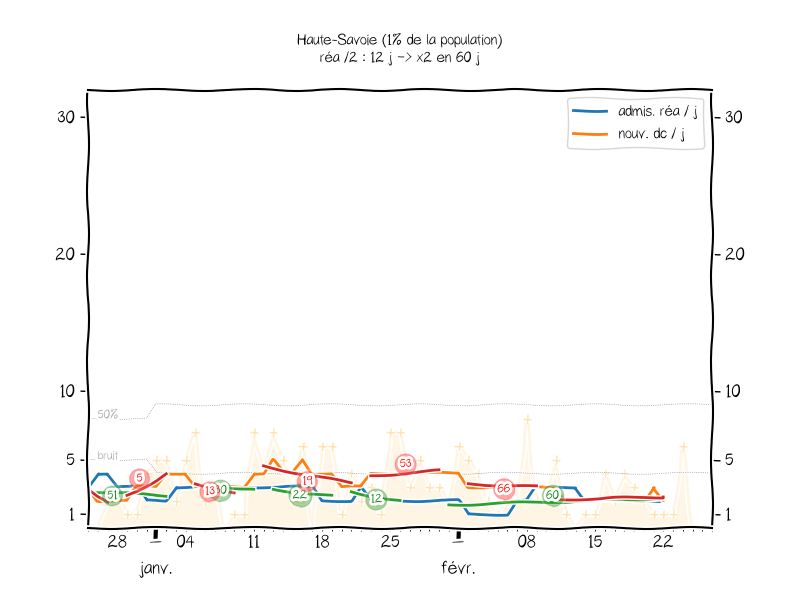 Haute-Savoie (1% de la population)
réa /2 : 12 j -> x2 en 60 j
admis. réa / j
nouv. dc / j
30 30
20 20
10 10
50%
bruit
5 5
1 1
5 53 19 13 51 22 12 66 60
28 04 11 18 25 08 15 22
janv. févr.